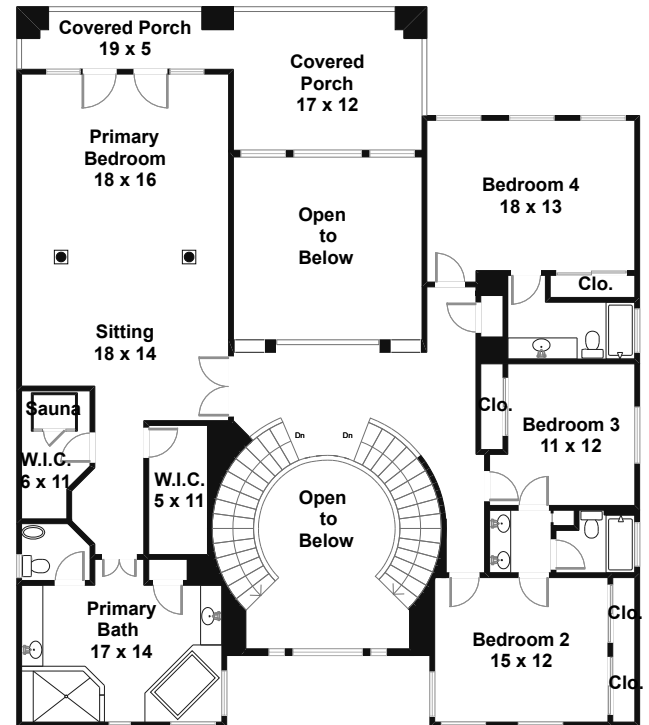 Covered Porch
19 x 5
Covered
Porch
17 x 12
Primary
Bedroom
18 x 16
Bedroom 4
18 x 13
Open
to
Below
Clo.
Sitting
18 x 14
Sauna
Clo.
Bedroom 3
11 x 12
Dn
Dn
W.I.C.
6 x 11
W.I.C.
5 x 11
Open
to
Below
Primary
Bath
17 x 14
Bedroom 2
15 x 12
Clo.
Clo.